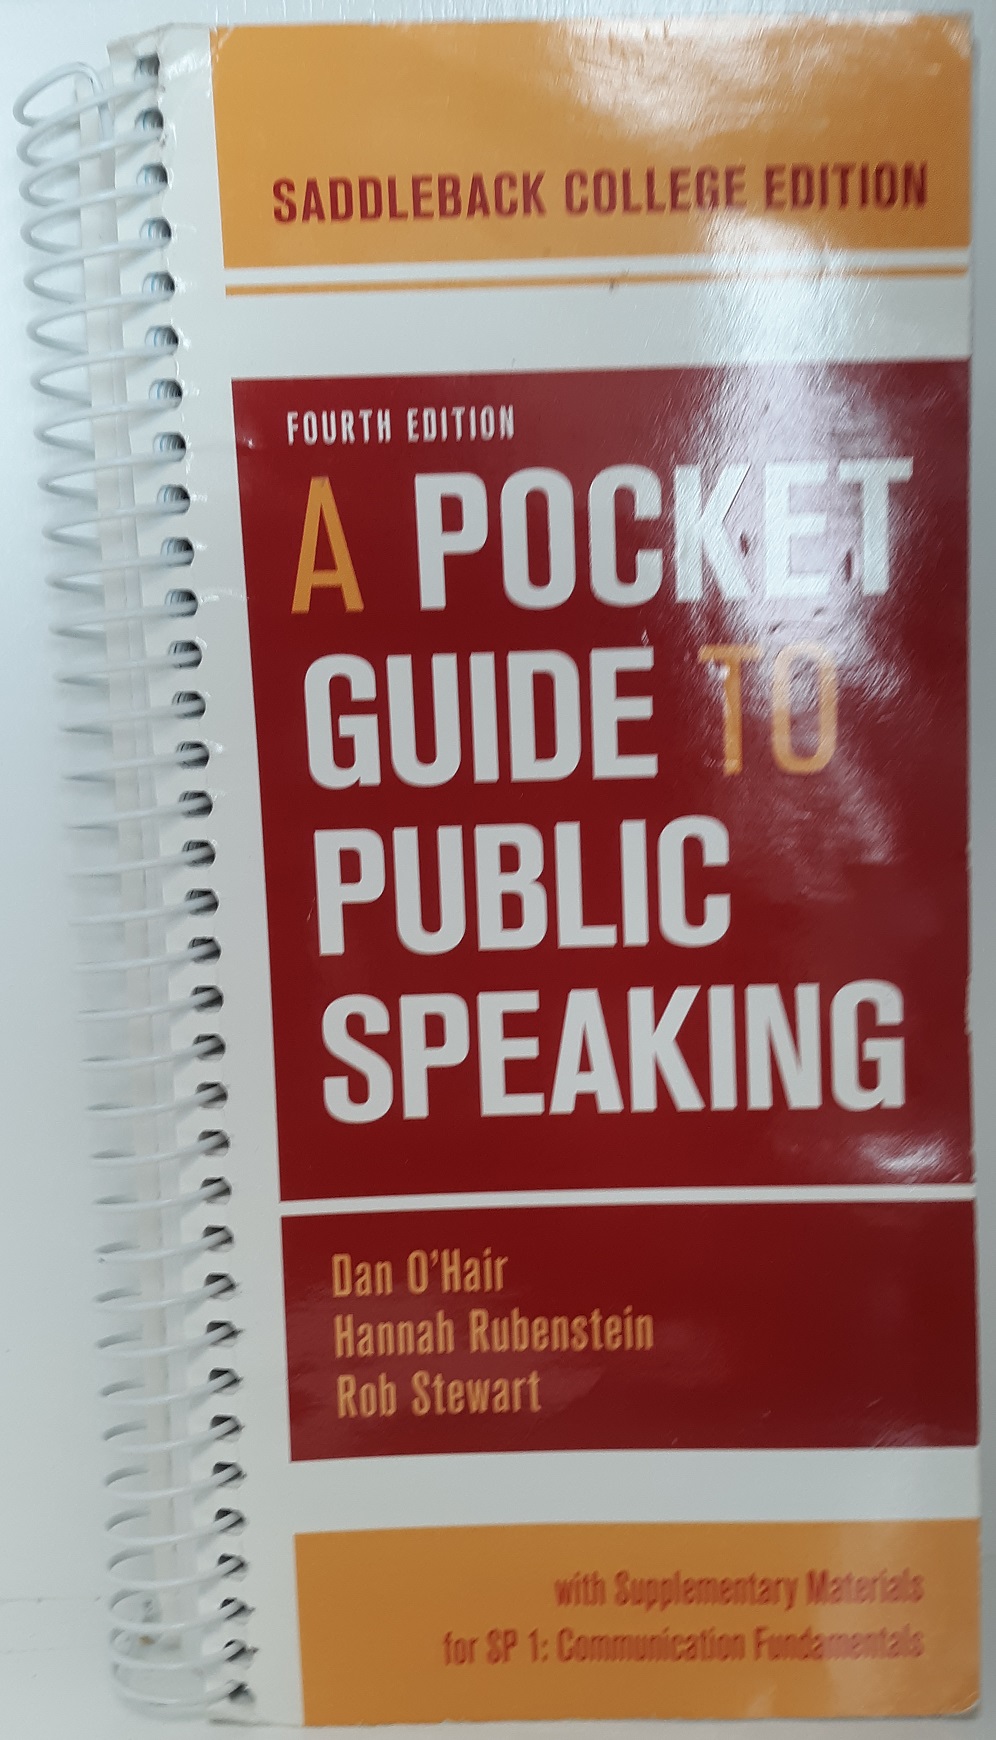 SADDLEBACK COLLEGE EDITION
FOURTH EDITION
A POCKET
GUIDE TO
PUBLIC
SPEAKING
Dan O'Hair
Hannah Rubenstein
Rob Stewart
with Supplementary Materials
for SP 1: Communication Fundamentals